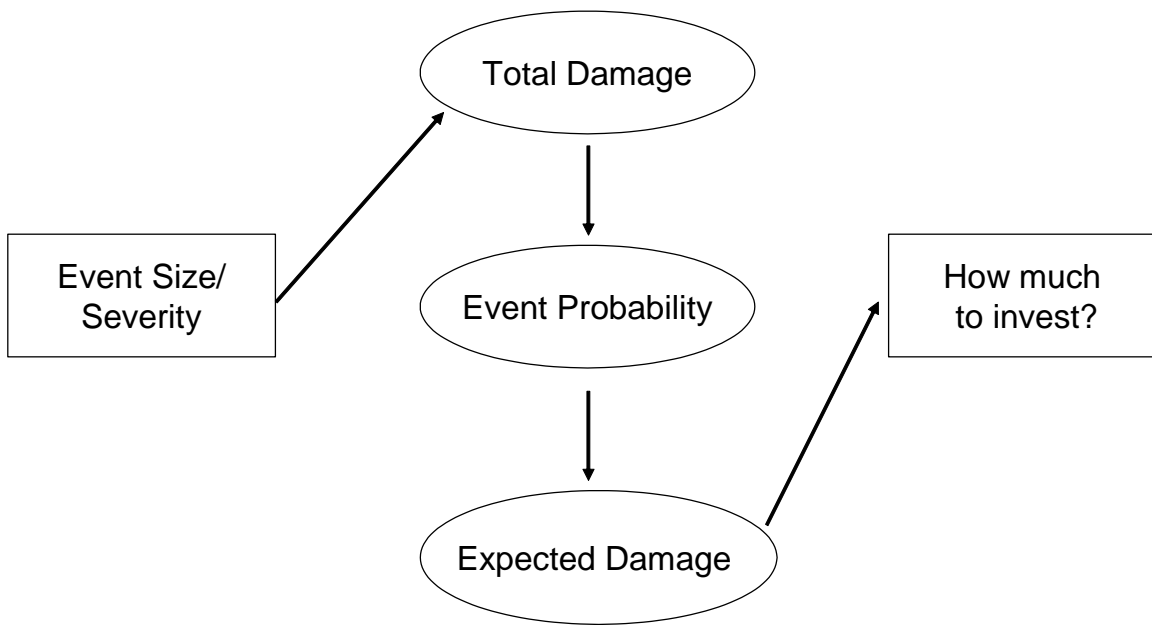 Total Damage
Event Size/
Severity
Event Probability
How much
to invest?
Expected Damage